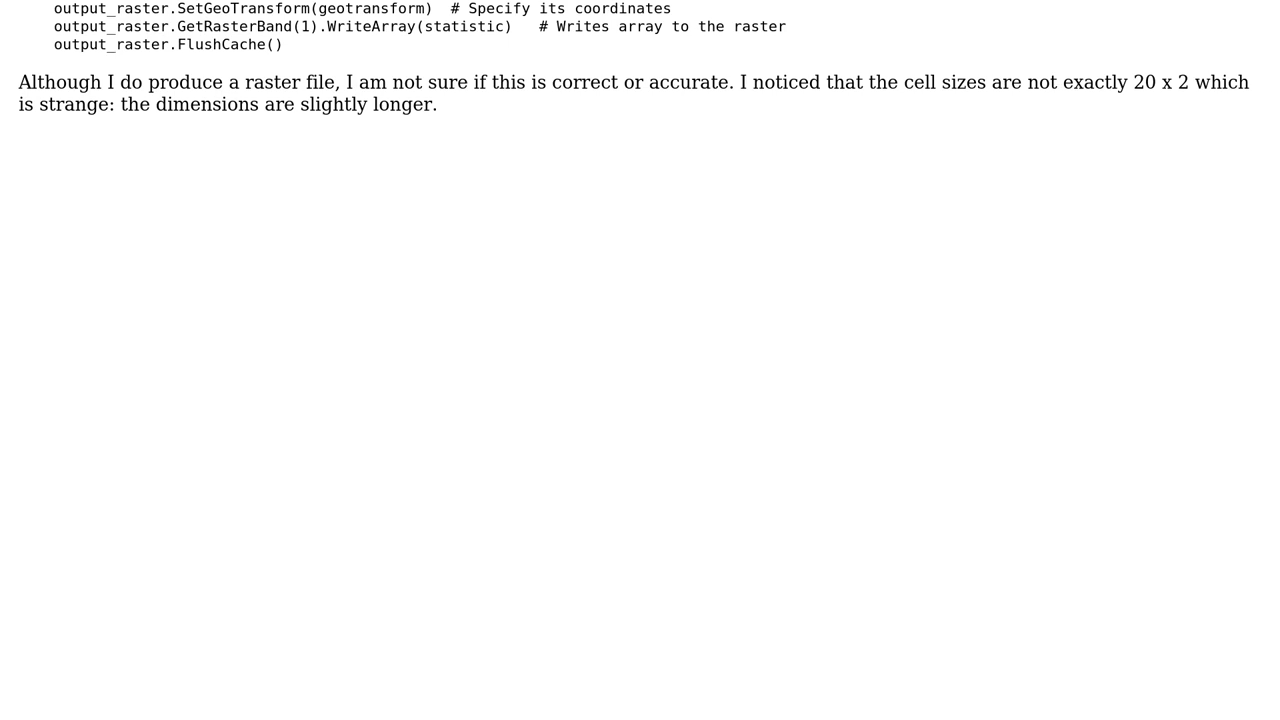 output_raster.SetGeoTransform(geotransform)  # Specify its coordinates
output_raster.GetRasterBand(1).WriteArray(statistic)   # Writes array to the raster
output_raster.FlushCache()
Although I do produce a raster file, I am not sure if this is correct or accurate. I noticed that the cell sizes are not exactly 20 x 2 which
is strange: the dimensions are slightly longer.